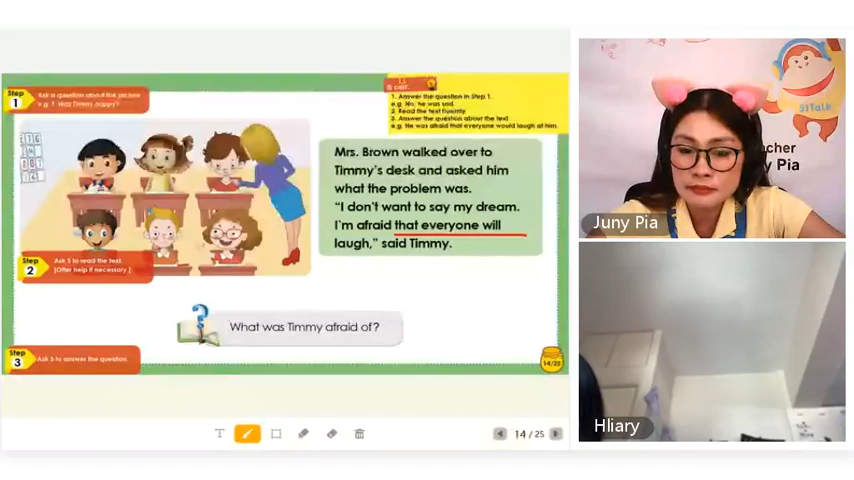 Step
1
Ask a question about the picture
e.g. T: Was Timmy happy?
1. Answer the question in Step 1.
e.g. No, he was sad.
2. Read the text fluently
3. Answer the question about the text
e.g. He was afraid that everyone would laugh at him.
Mrs. Brown walked over to
Timmy's desk and asked him
what the problem was.
"I don't want to say my dream.
I'm afraid that everyone will
laugh," said Timmy.
Step
2
Ask S to read the text.
[Offer help if necessary.]
What was Timmy afraid of?
Step
3
Ask S to answer the question.
14/25
T
14 / 25
51Talk
Pia
Juny Pia
Hliary